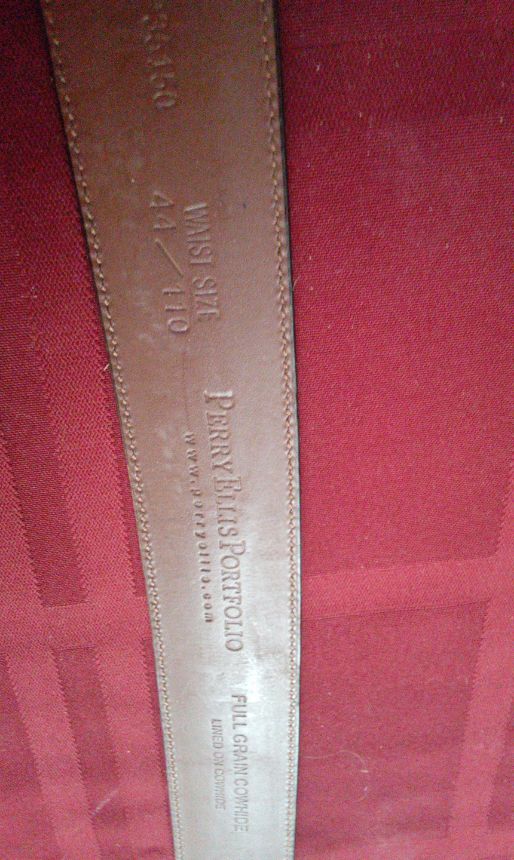 WAIST SIZE
44/110
PERRY ELLIS PORTFOLIO
www.perryellis.com
FULL GRAIN COWHIDE
LINED ON COWHIDE